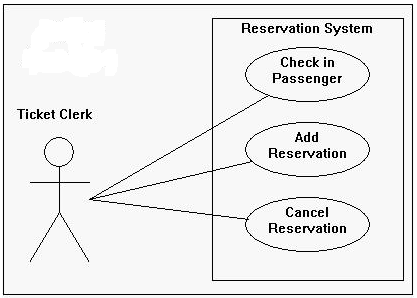 Reservation System
Check in
Passenger
Ticket Clerk
Add
Reservation
Cancel
Reservation